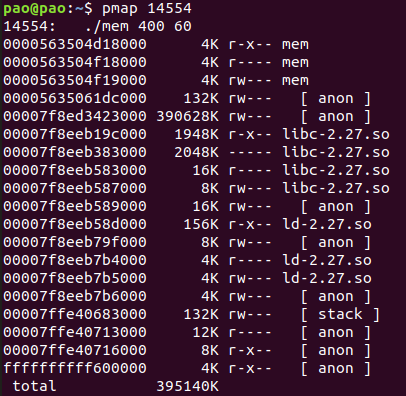 pao@pao:~$ pmap 14554
14554:   ./mem 400 60
0000563504d18000      4K r-x-- mem
0000563504f18000      4K r---- mem
0000563504f19000      4K rw--- mem
00005635061dc000    132K rw---   [ anon ]
00007f8ed3423000 390628K rw---   [ anon ]
00007f8eeb19c000   1948K r-x-- libc-2.27.so
00007f8eeb383000   2048K ----- libc-2.27.so
00007f8eeb583000     16K r---- libc-2.27.so
00007f8eeb587000      8K rw--- libc-2.27.so
00007f8eeb589000     16K rw---   [ anon ]
00007f8eeb58d000    156K r-x-- ld-2.27.so
00007f8eeb79f000      8K rw---   [ anon ]
00007f8eeb7b4000      4K r---- ld-2.27.so
00007f8eeb7b5000      4K rw--- ld-2.27.so
00007f8eeb7b6000      4K rw---   [ anon ]
00007ffe40683000    132K rw---   [ stack ]
00007ffe40713000     12K r----   [ anon ]
00007ffe40716000      8K r-x--   [ anon ]
ffffffffff600000      4K r-x--   [ anon ]
 total           395140K